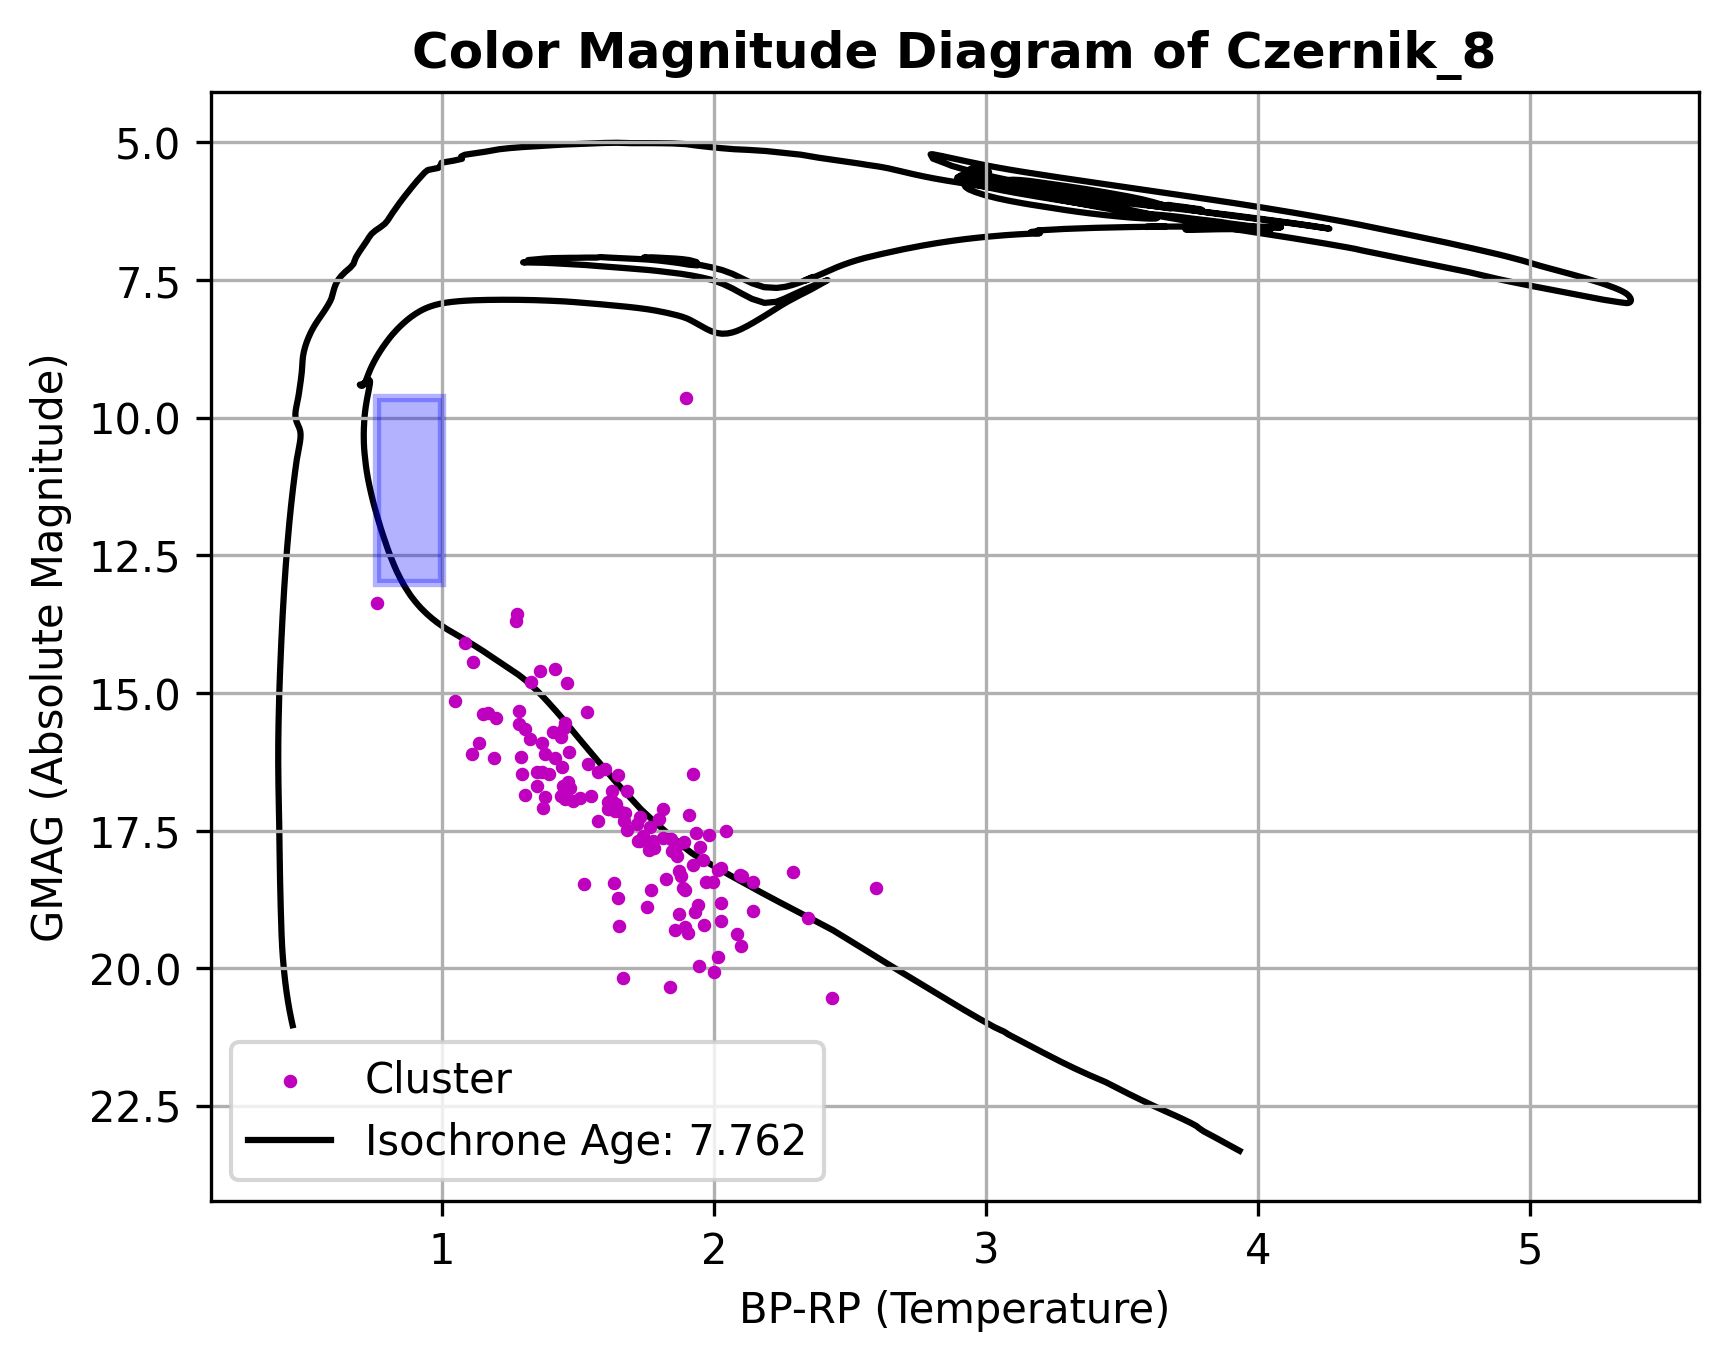 Color Magnitude Diagram of Czernik_8
GMAG (Absolute Magnitude)
5.0
7.5
10.0
12.5
15.0
17.5
20.0
22.5
Cluster
Isochrone Age: 7.762
1 2 3 4 5
BP-RP (Temperature)